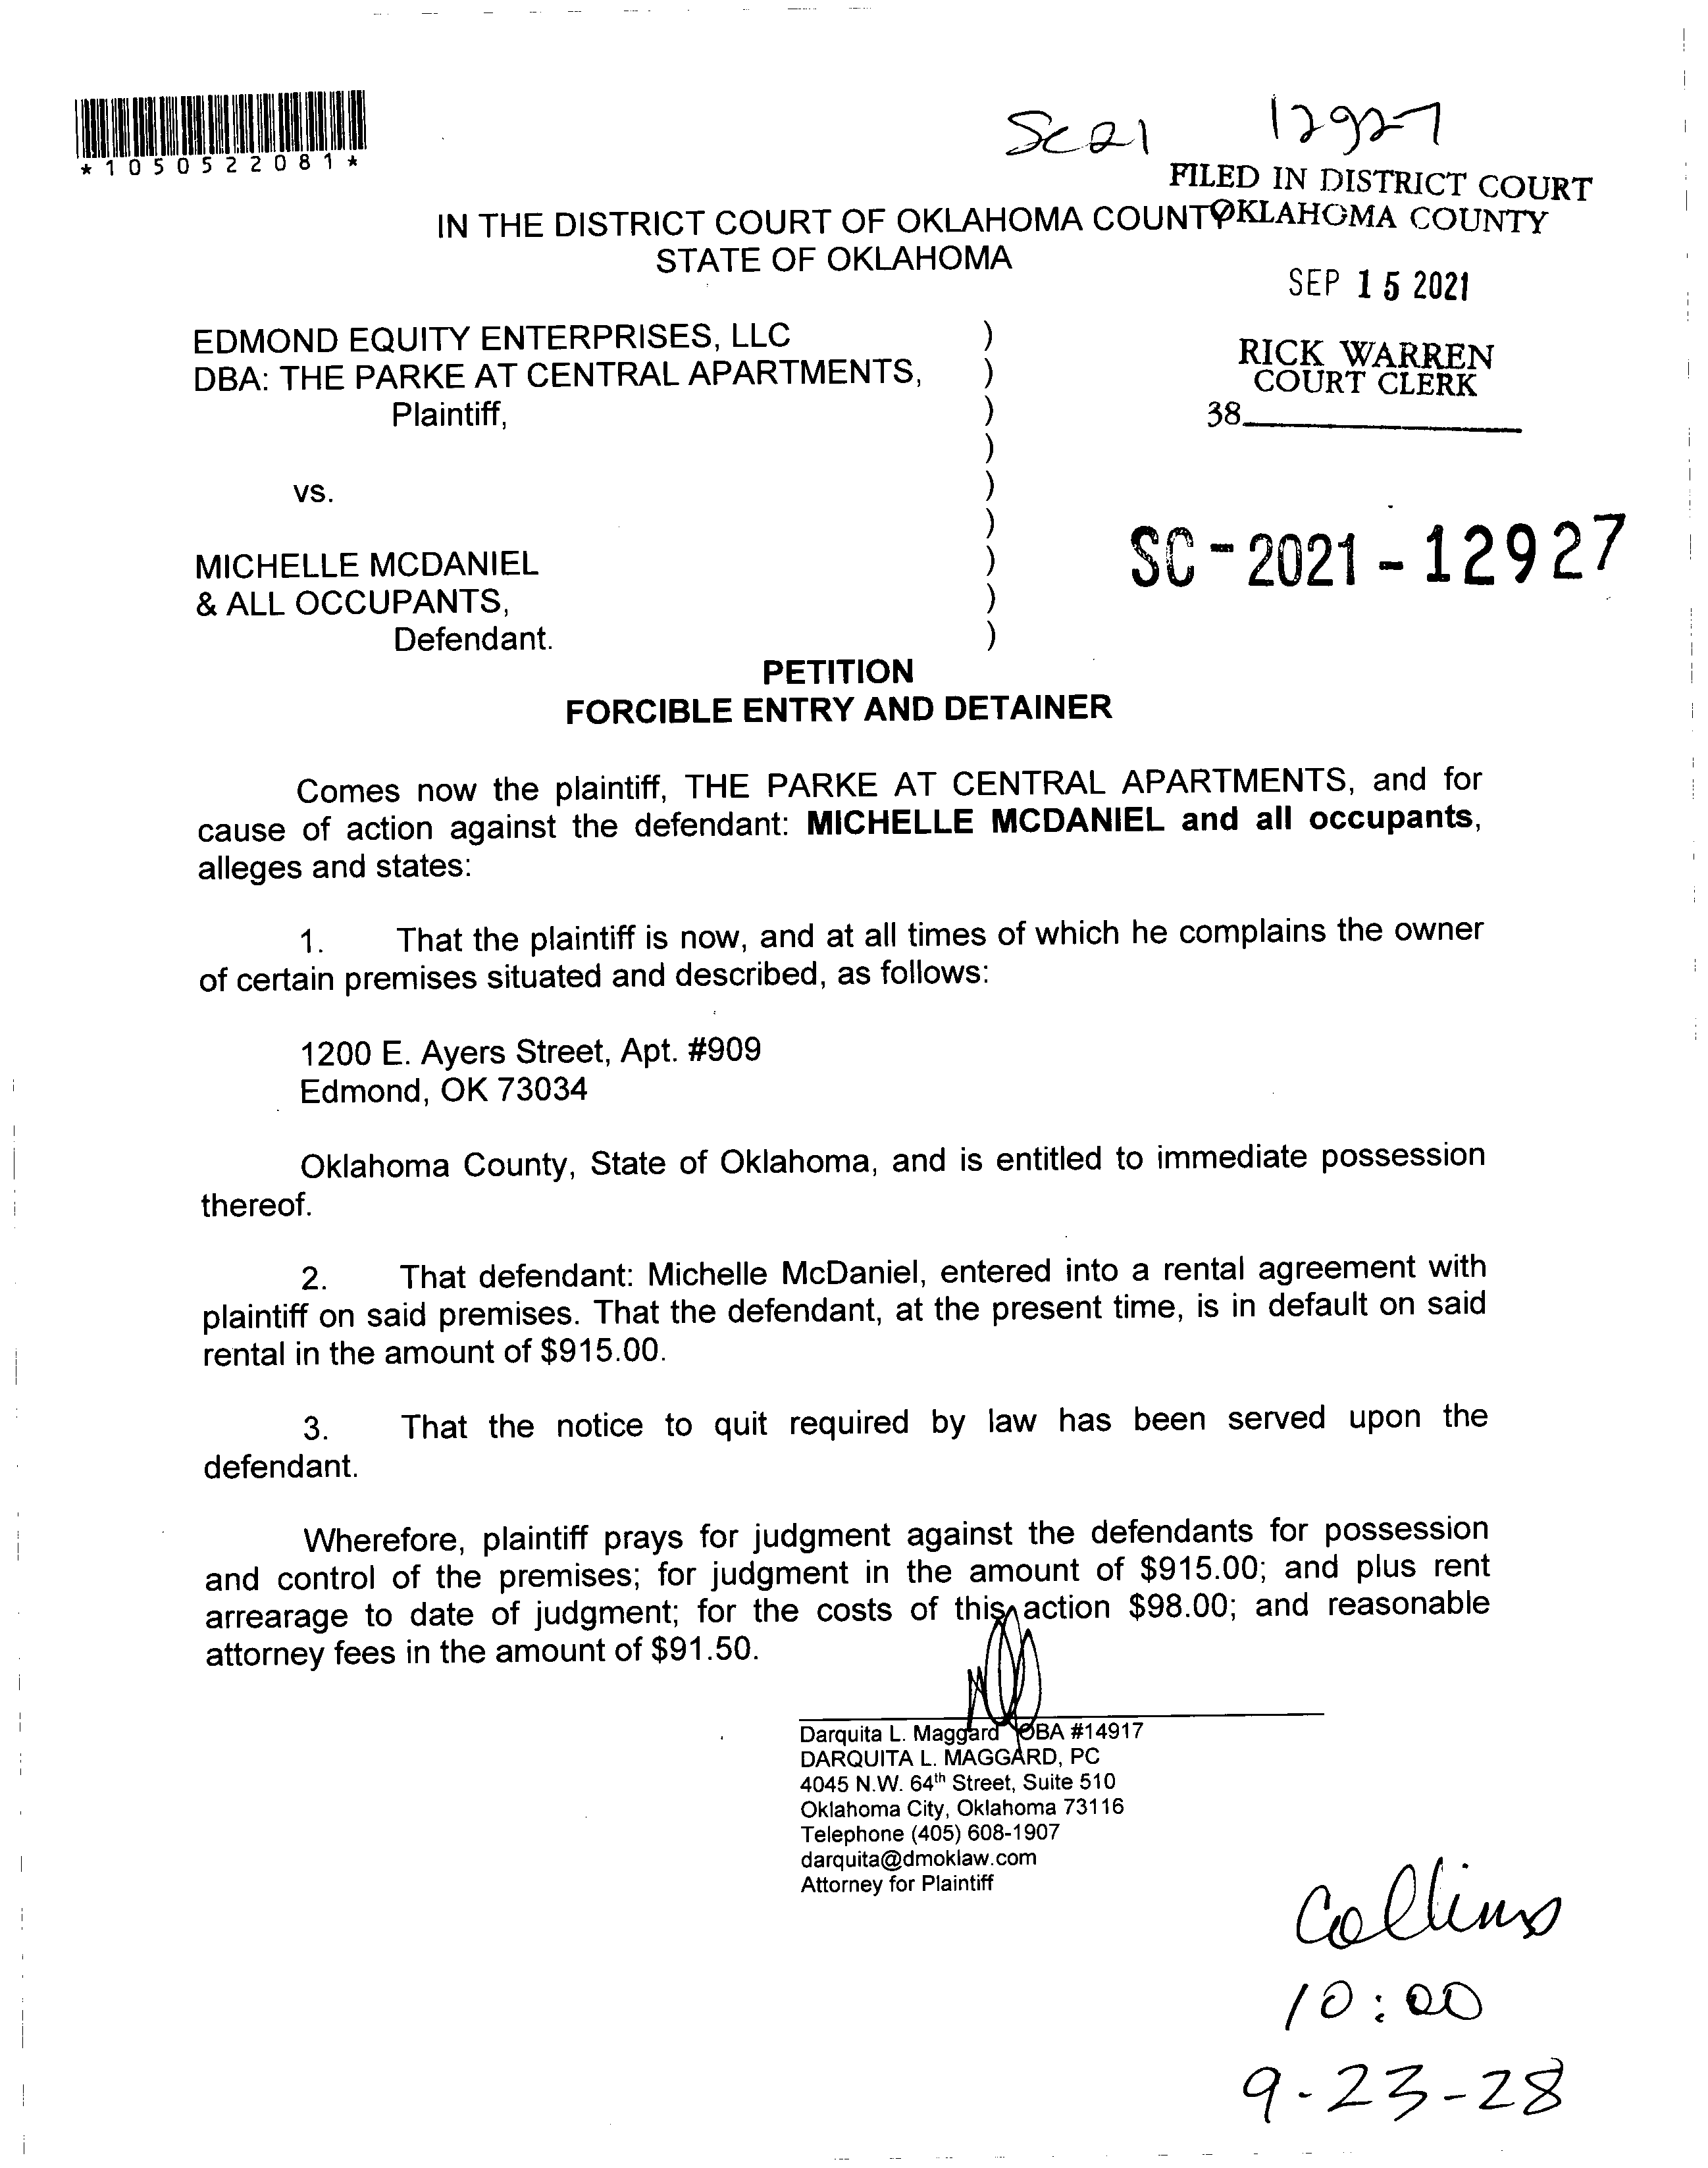 *1050522081*
SC21 12927
FILED IN DISTRICT COURT
OKLAHOMA COUNTY
IN THE DISTRICT COURT OF OKLAHOMA COUNTY
STATE OF OKLAHOMA
SEP 15 2021
RICK WARREN
COURT CLERK
38
EDMOND EQUITY ENTERPRISES, LLC )
DBA: THE PARKE AT CENTRAL APARTMENTS, )
Plaintiff, )
)
vs. )
)
MICHELLE MCDANIEL )
& ALL OCCUPANTS, )
Defendant. )
SC-2021-12927
PETITION
FORCIBLE ENTRY AND DETAINER
Comes now the plaintiff, THE PARKE AT CENTRAL APARTMENTS, and for
cause of action against the defendant: MICHELLE MCDANIEL and all occupants,
alleges and states:
1. That the plaintiff is now, and at all times of which he complains the owner
of certain premises situated and described, as follows:
1200 E. Ayers Street, Apt. #909
Edmond, OK 73034
Oklahoma County, State of Oklahoma, and is entitled to immediate possession
thereof.
2. That defendant: Michelle McDaniel, entered into a rental agreement with
plaintiff on said premises. That the defendant, at the present time, is in default on said
rental in the amount of $915.00.
3. That the notice to quit required by law has been served upon the
defendant.
Wherefore, plaintiff prays for judgment against the defendants for possession
and control of the premises; for judgment in the amount of $915.00; and plus rent
arrearage to date of judgment; for the costs of this action $98.00; and reasonable
attorney fees in the amount of $91.50.
Darquita L. Maggard OBA #14917
DARQUITA L. MAGGARD, PC
4045 N.W. 64th Street, Suite 510
Oklahoma City, Oklahoma 73116
Telephone (405) 608-1907
darquita@dmoklaw.com
Attorney for Plaintiff
Collins
10:00
9-23-28